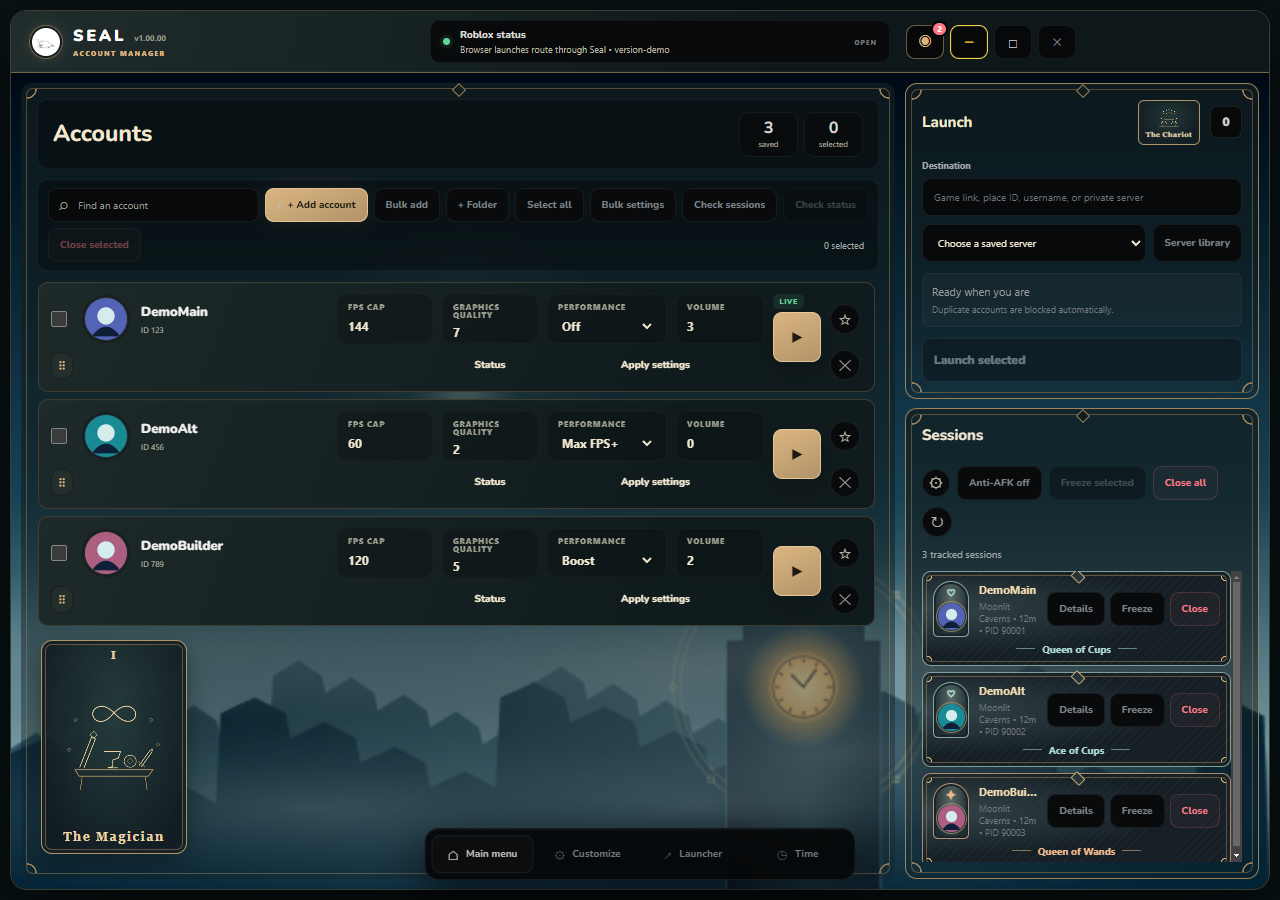 SEAL v1.00.00
ACCOUNT MANAGER
Roblox status
Browser launches route through Seal • version-demo
OPEN
2
Accounts
3
saved
0
selected
Find an account
+ Add account
Bulk add
+ Folder
Select all
Bulk settings
Check sessions
Check status
Close selected
0 selected
DemoMain
ID 123
FPS CAP
144
GRAPHICS
QUALITY
7
PERFORMANCE
Off
VOLUME
3
LIVE
Status
Apply settings
DemoAlt
ID 456
FPS CAP
60
GRAPHICS
QUALITY
2
PERFORMANCE
Max FPS+
VOLUME
0
Status
Apply settings
DemoBuilder
ID 789
FPS CAP
120
GRAPHICS
QUALITY
5
PERFORMANCE
Boost
VOLUME
2
Status
Apply settings
I
The Magician
Main menu
Customize
Launcher
Time
Launch
The Chariot
0
Destination
Game link, place ID, username, or private server
Choose a saved server
Server library
Ready when you are
Duplicate accounts are blocked automatically.
Launch selected
Sessions
Anti-AFK off
Freeze selected
Close all
3 tracked sessions
DemoMain
Moonlit
Caverns • 12m
• PID 90001
Details
Freeze
Close
Queen of Cups
DemoAlt
Moonlit
Caverns • 12m
• PID 90002
Details
Freeze
Close
Ace of Cups
DemoBui...
Moonlit
Caverns • 12m
• PID 90003
Details
Freeze
Close
Queen of Wands